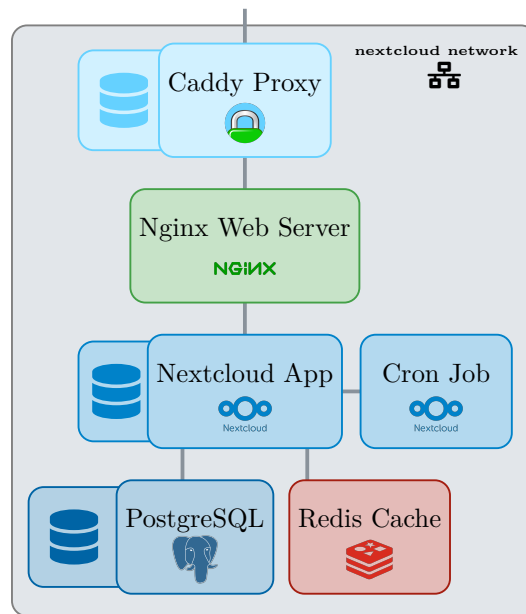 nextcloud network
Caddy Proxy
Nginx Web Server
NGINX
Nextcloud App
Nextcloud
Cron Job
Nextcloud
PostgreSQL
Redis Cache